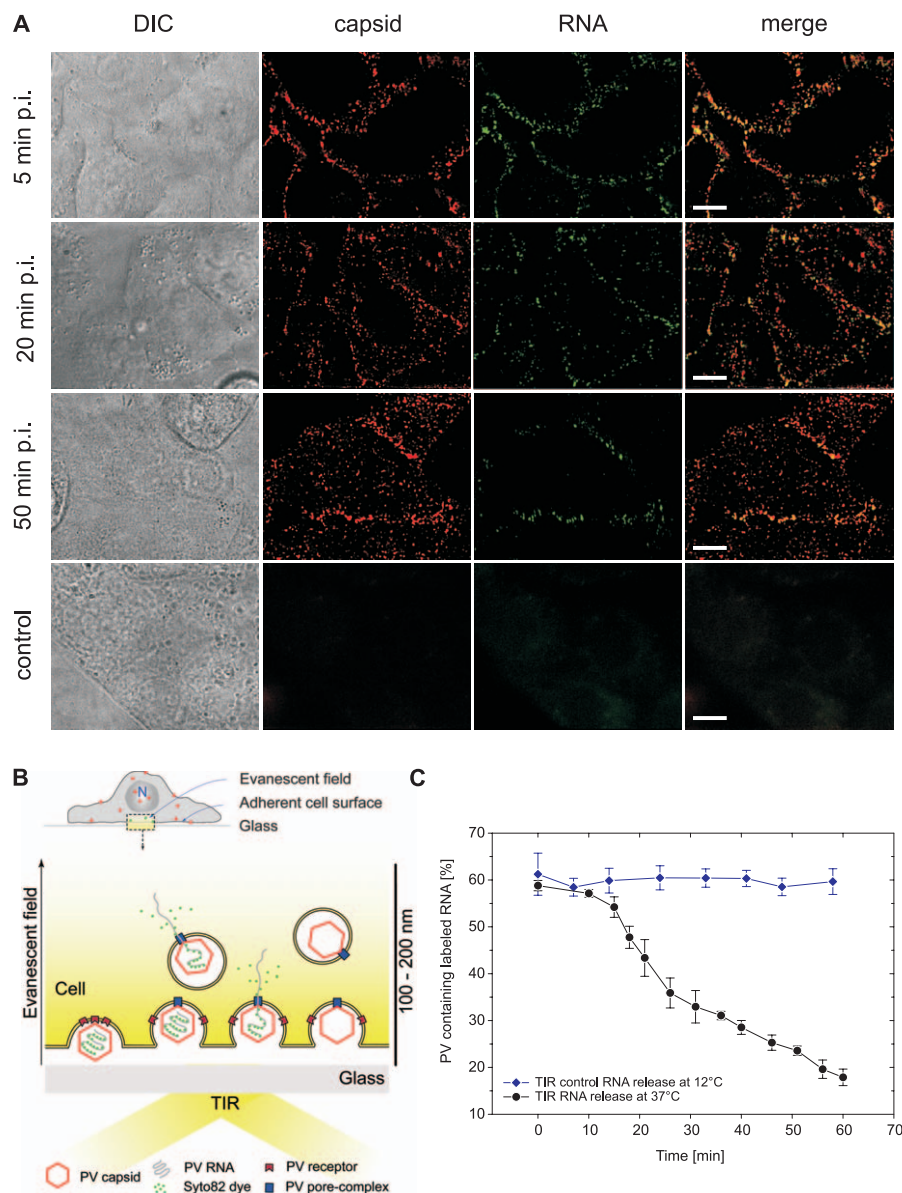 A
DIC
capsid
RNA
merge
5 min p.i.
20 min p.i.
50 min p.i.
control
B
N
Evanescent field
Adherent cell surface
Glass
Evanescent field
Cell
100 - 200 nm
Glass
TIR
PV capsid
PV RNA
Syto82 dye
PV receptor
PV pore-complex
C
PV containing labeled RNA [%]
70
60
50
40
30
20
10
TIR control RNA release at 12°C
TIR RNA release at 37°C
0 10 20 30 40 50 60 70
Time [min]